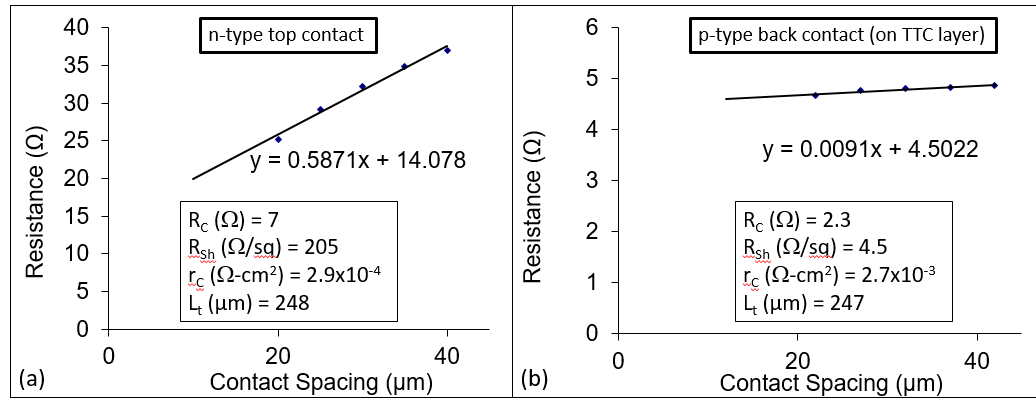 n-type top contact
40
35
30
25
20
15
10
5
0
0
20
40
Resistance (Ω)
Contact Spacing (µm)
y = 0.5871x + 14.078
R_C (Ω) = 7
R_Sh (Ω/sq) = 205
r_C (Ω-cm²) = 2.9x10⁻⁴
L_t (µm) = 248
(a)
p-type back contact (on TTC layer)
6
5
4
3
2
1
0
0
20
40
Resistance (Ω)
Contact Spacing (µm)
y = 0.0091x + 4.5022
R_C (Ω) = 2.3
R_Sh (Ω/sq) = 4.5
r_C (Ω-cm²) = 2.7x10⁻³
L_t (µm) = 247
(b)